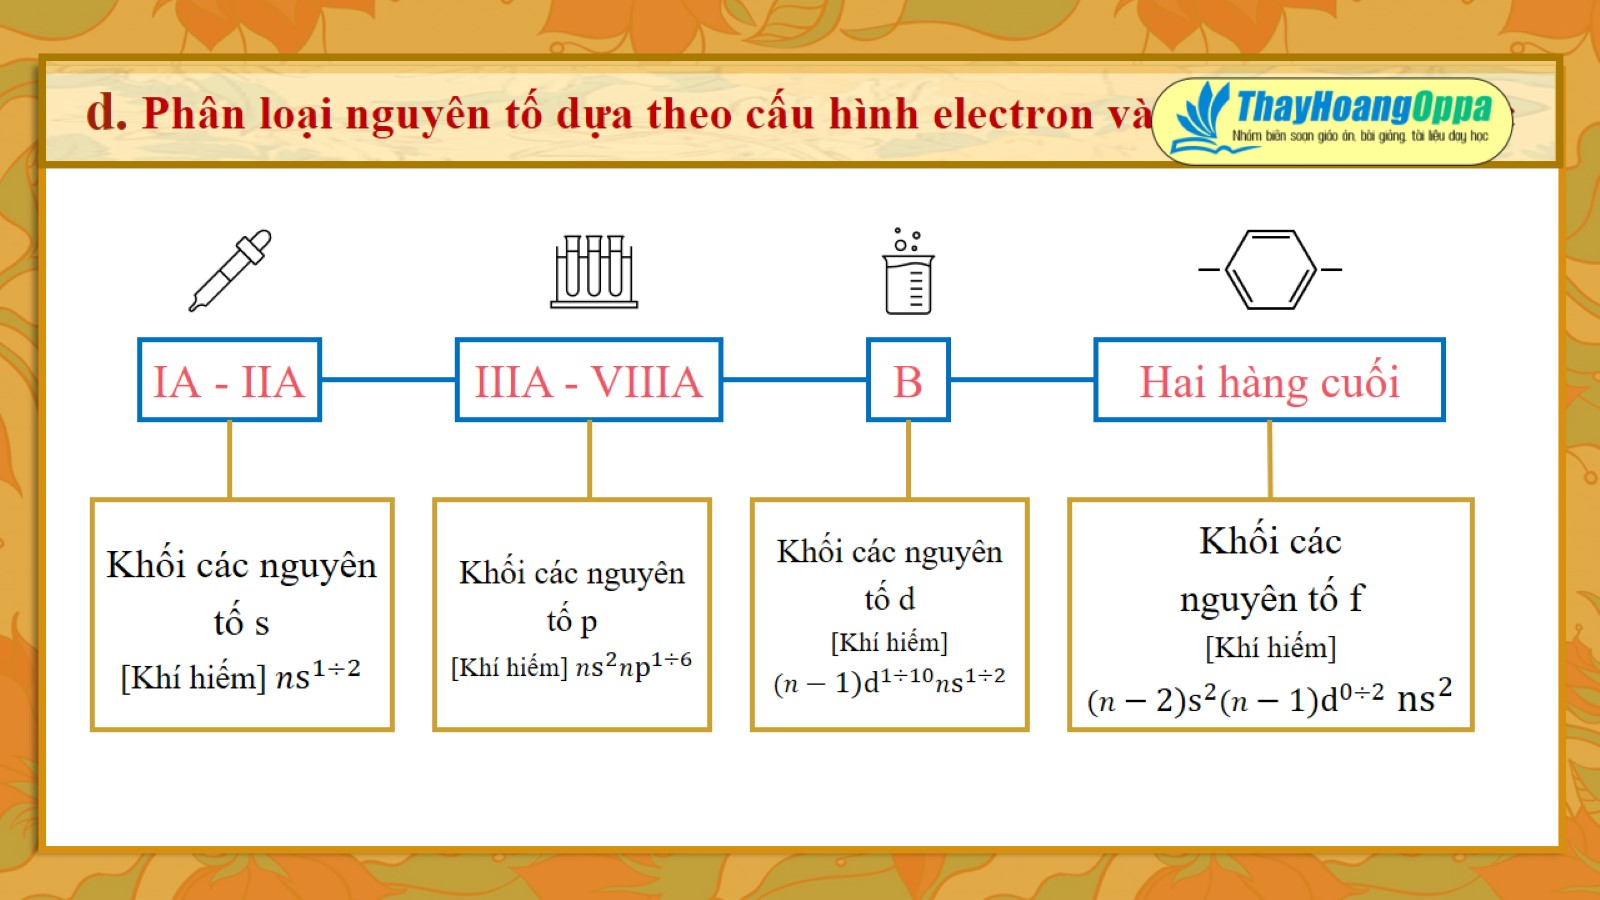 d. Phân loại nguyên tố dựa theo cấu hình electron và
ThayHoangOppa
Nhóm biên soạn giáo án, bài giảng, tài liệu dạy học
IA - IIA
IIIA - VIIIA
B
Hai hàng cuối
Khối các nguyên
tố s
[Khí hiếm] ns¹÷²
Khối các nguyên
tố p
[Khí hiếm] ns²np¹÷⁶
Khối các nguyên
tố d
[Khí hiếm]
(n − 1)d¹÷¹⁰ns¹÷²
Khối các
nguyên tố f
[Khí hiếm]
(n − 2)s²(n − 1)d⁰÷² ns²